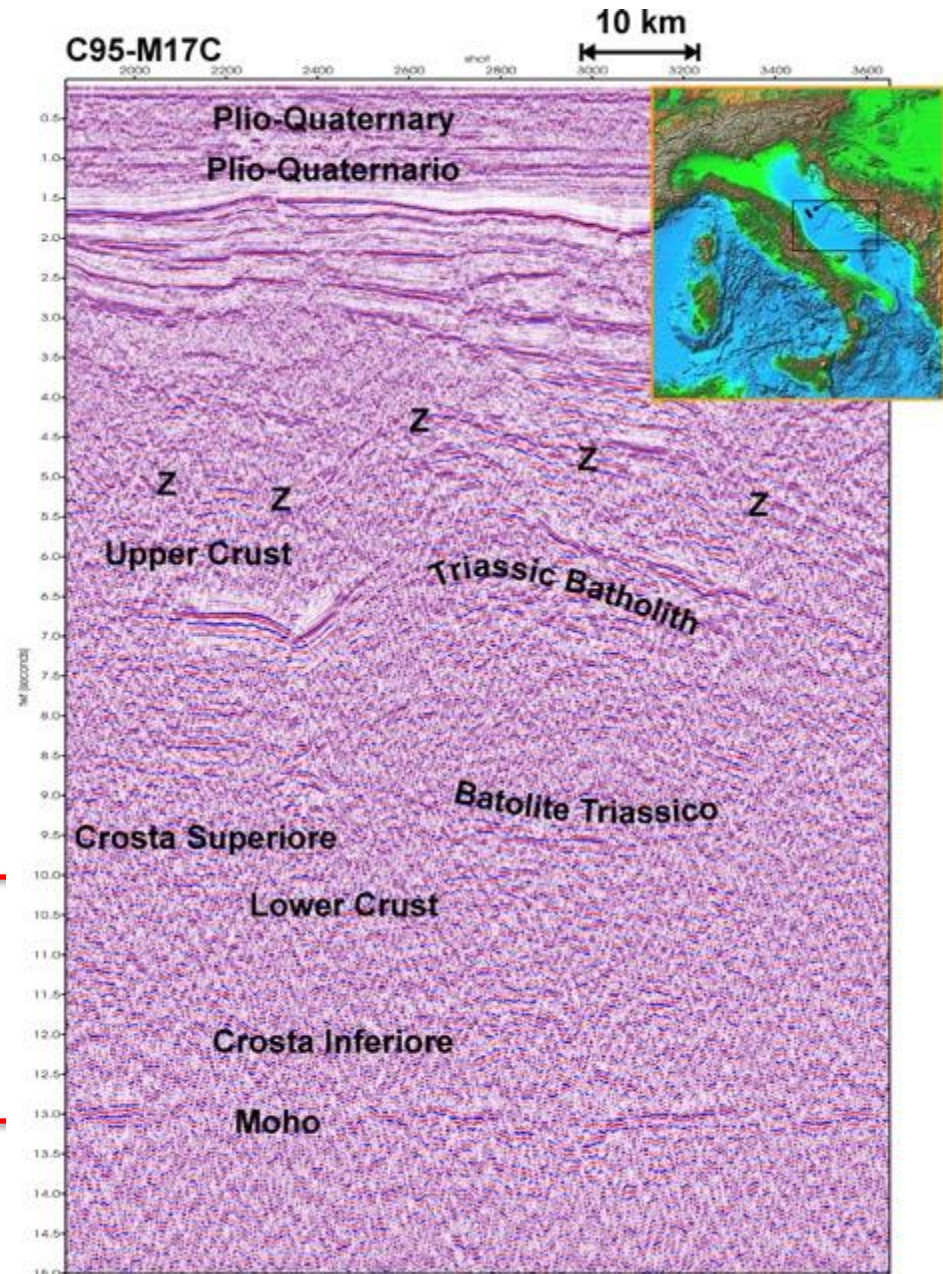 10 km
C95-M17C
shot
2000 2200 2400 2600 2800 3000 3200 3400 3600
0.5
Plio-Quaternary
1.0
Plio-Quaternario
1.5
2.0
2.5
3.0
3.5
4.0
Z
4.5
Z
5.0
Z
Z
Z
5.5
Upper Crust
6.0
Triassic Batholith
6.5
7.0
twt (seconds)
7.5
8.0
8.5
9.0
Batolite Triassico
9.5
Crosta Superiore
10.0
Lower Crust
10.5
11.0
11.5
12.0
Crosta Inferiore
12.5
13.0
Moho
13.5
14.0
14.5
15.0